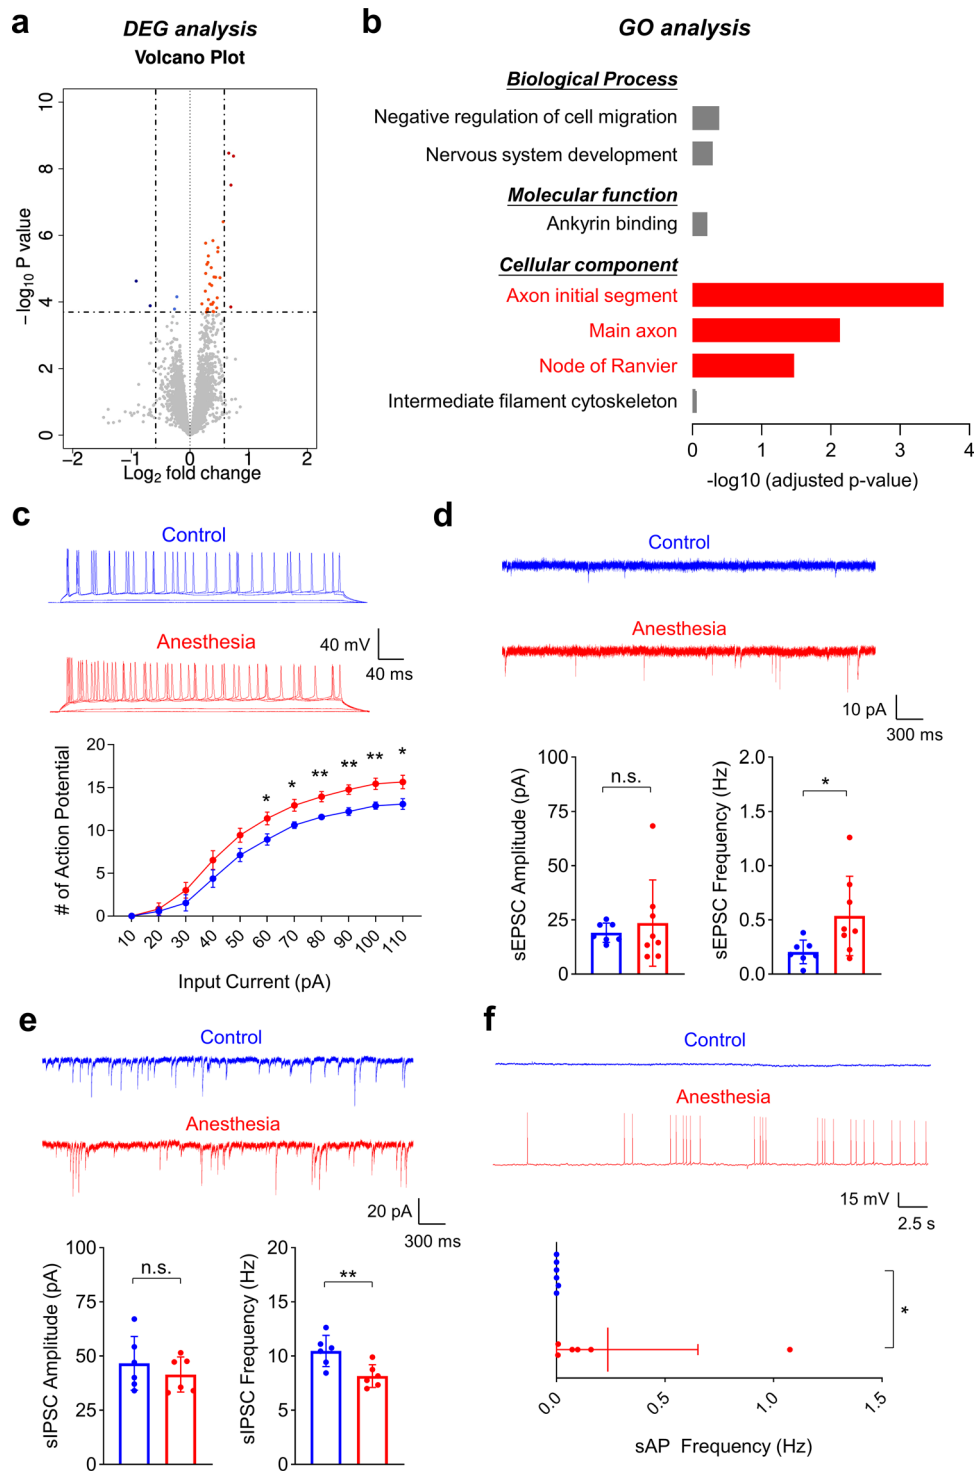 a
DEG analysis
Volcano Plot
10
8
6
4
2
0
-log10 P value
-2
-1
0
1
2
Log2 fold change
b
GO analysis
Biological Process
Negative regulation of cell migration
Nervous system development
Molecular function
Ankyrin binding
Cellular component
Axon initial segment
Main axon
Node of Ranvier
Intermediate filament cytoskeleton
0
1
2
3
4
-log10 (adjusted p-value)
c
Control
Anesthesia
40 mV
40 ms
20
15
10
5
0
# of Action Potential
* * ** ** ** *
10
20
30
40
50
60
70
80
90
100
110
Input Current (pA)
d
Control
Anesthesia
10 pA
300 ms
100
75
50
25
0
sEPSC Amplitude (pA)
n.s.
2.0
1.5
1.0
0.5
0.0
sEPSC Frequency (Hz)
*
e
Control
Anesthesia
20 pA
300 ms
100
75
50
25
0
sIPSC Amplitude (pA)
n.s.
20
15
10
5
0
sIPSC Frequency (Hz)
**
f
Control
Anesthesia
15 mV
2.5 s
*
0.0
0.5
1.0
1.5
sAP Frequency (Hz)